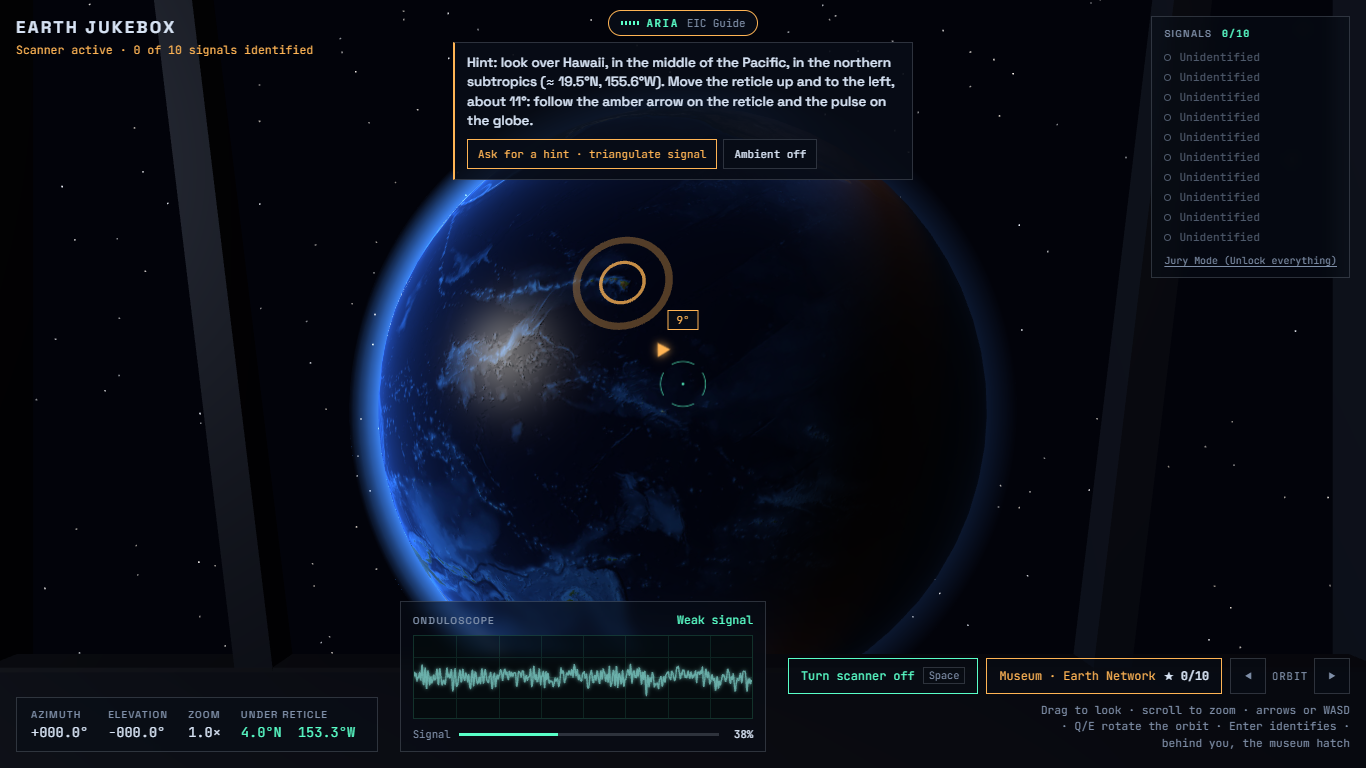 EARTH JUKEBOX
Scanner active · 0 of 10 signals identified
ARIA EIC Guide
Hint: look over Hawaii, in the middle of the Pacific, in the northern
subtropics (≈ 19.5°N, 155.6°W). Move the reticle up and to the left,
about 11°: follow the amber arrow on the reticle and the pulse on
the globe.
Ask for a hint · triangulate signal
Ambient off
SIGNALS 0/10
Unidentified
Unidentified
Unidentified
Unidentified
Unidentified
Unidentified
Unidentified
Unidentified
Unidentified
Unidentified
Jury Mode (Unlock everything)
9°
ONDULOSCOPE Weak signal
Signal 38%
AZIMUTH ELEVATION ZOOM UNDER RETICLE
+000.0° -000.0° 1.0× 4.0°N 153.3°W
Turn scanner off Space
Museum · Earth Network ★ 0/10
◄ ORBIT ►
Drag to look · scroll to zoom · arrows or WASD
· Q/E rotate the orbit · Enter identifies ·
behind you, the museum hatch